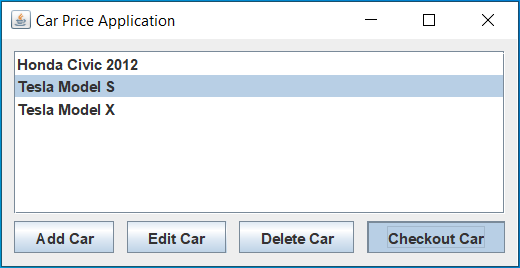 Car Price Application
Honda Civic 2012
Tesla Model S
Tesla Model X
Add Car Edit Car Delete Car Checkout Car